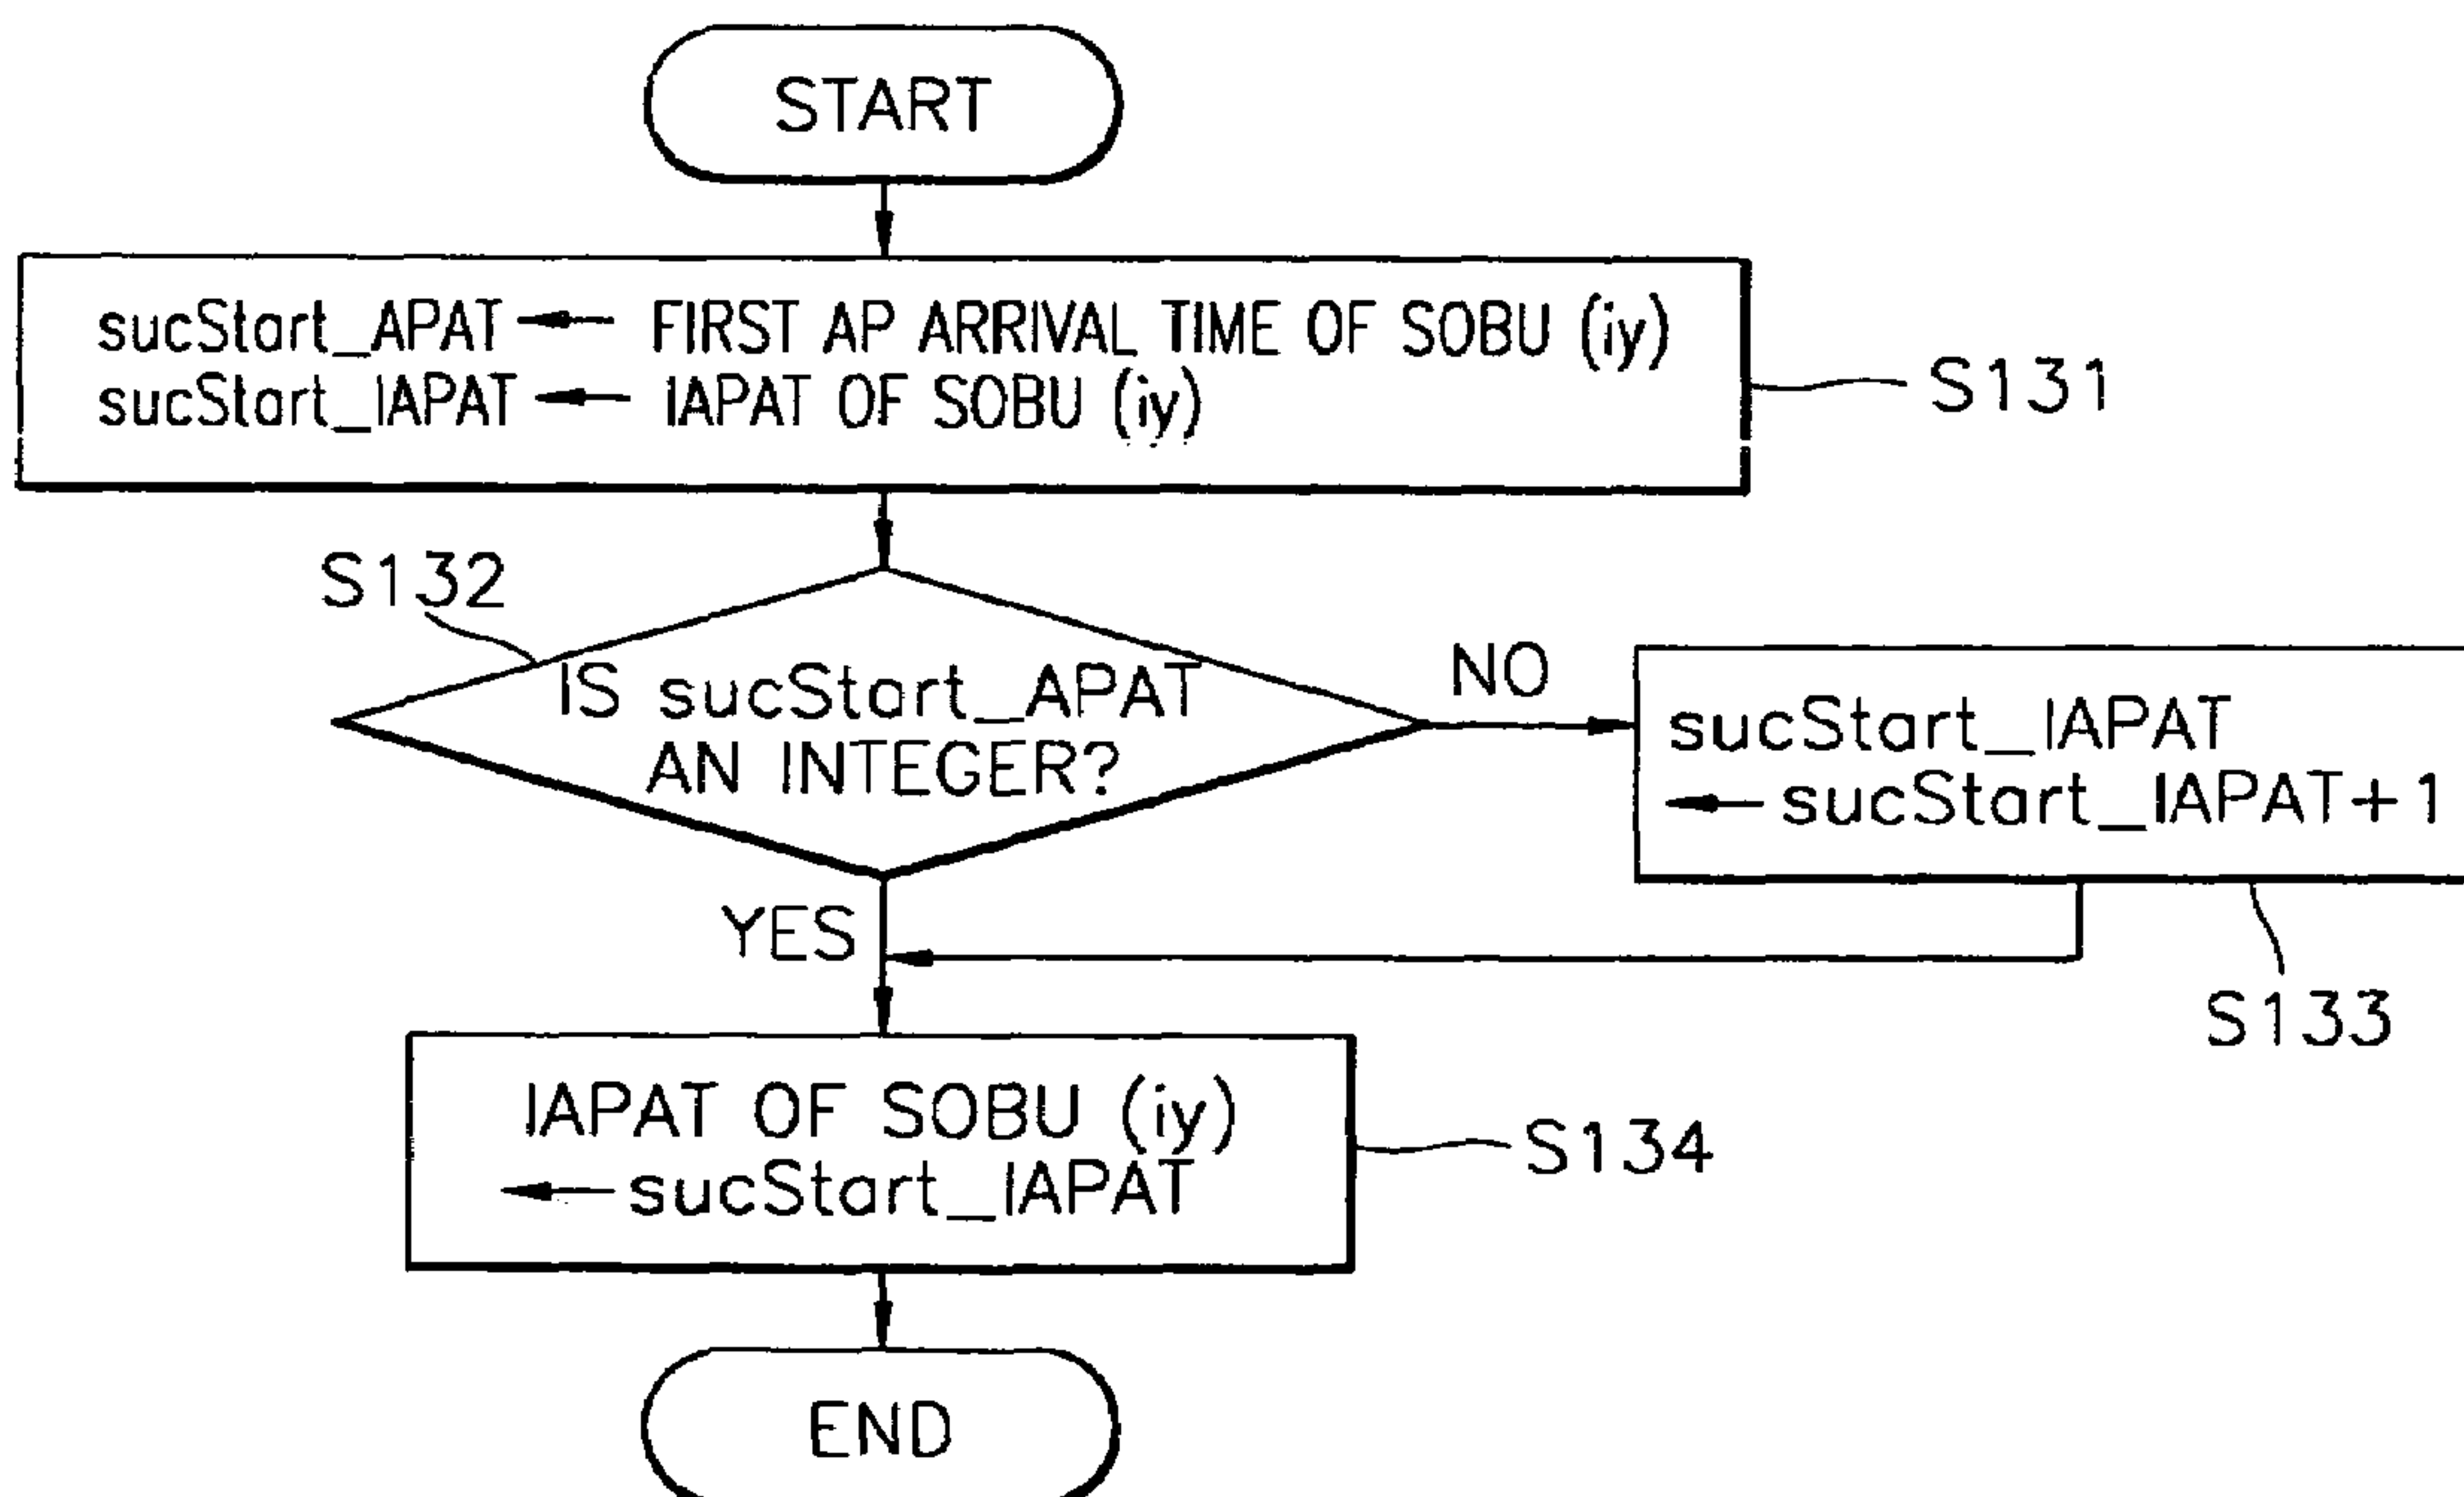 START
sucStart_APAT ← FIRST AP ARRIVAL TIME OF SOBU (iy)
sucStart_IAPAT ← IAPAT OF SOBU (iy)
S131
S132
IS sucStart_APAT
AN INTEGER?
NO
sucStart_IAPAT
← sucStart_IAPAT+1
YES
S133
IAPAT OF SOBU (iy)
← sucStart_IAPAT
S134
END